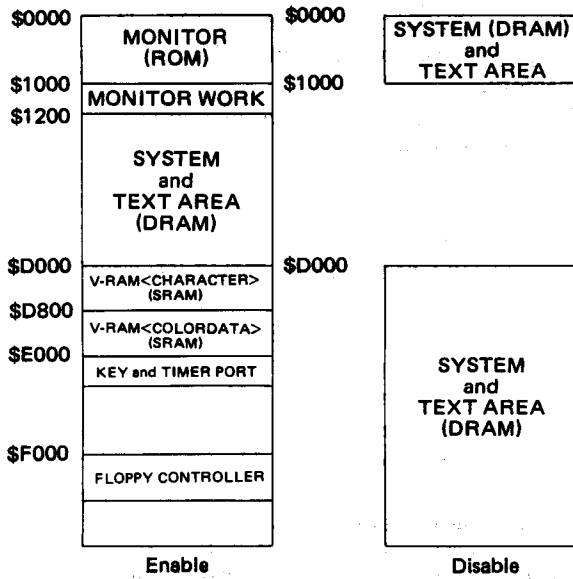 $0000
MONITOR
(ROM)
$1000
MONITOR WORK
$1200
SYSTEM
and
TEXT AREA
(DRAM)
$D000
V-RAM<CHARACTER>
(SRAM)
$D800
V-RAM<COLORDATA>
(SRAM)
$E000
KEY and TIMER PORT
$F000
FLOPPY CONTROLLER
Enable
$0000
SYSTEM (DRAM)
and
TEXT AREA
$1000
$D000
SYSTEM
and
TEXT AREA
(DRAM)
Disable